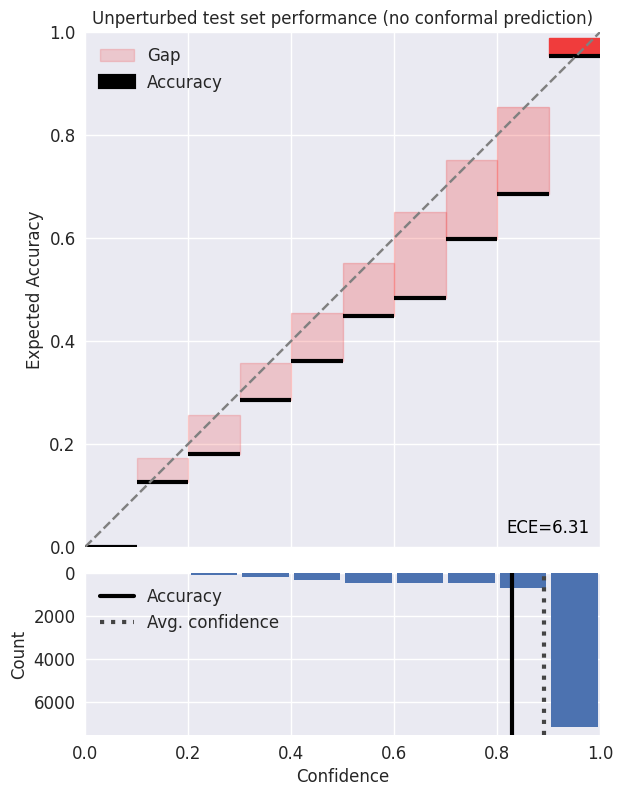 Unperturbed test set performance (no conformal prediction)
1.0
0.8
0.6
0.4
0.2
0.0
Expected Accuracy
Gap
Accuracy
ECE=6.31
0
2000
4000
6000
Count
Accuracy
Avg. confidence
0.0 0.2 0.4 0.6 0.8 1.0
Confidence